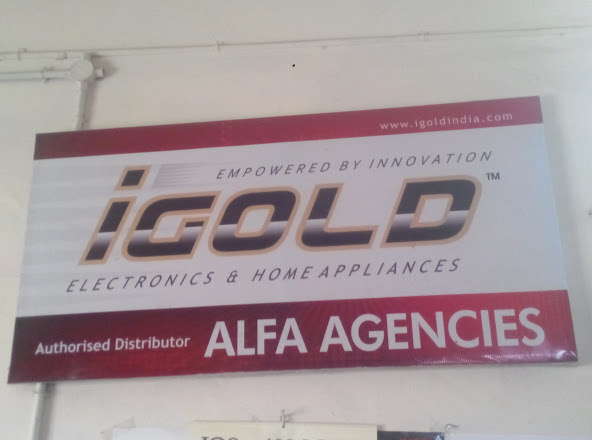 www.igoldindia.com
EMPOWERED BY INNOVATION
iGOLD™
ELECTRONICS & HOME APPLIANCES
Authorised Distributor ALFA AGENCIES